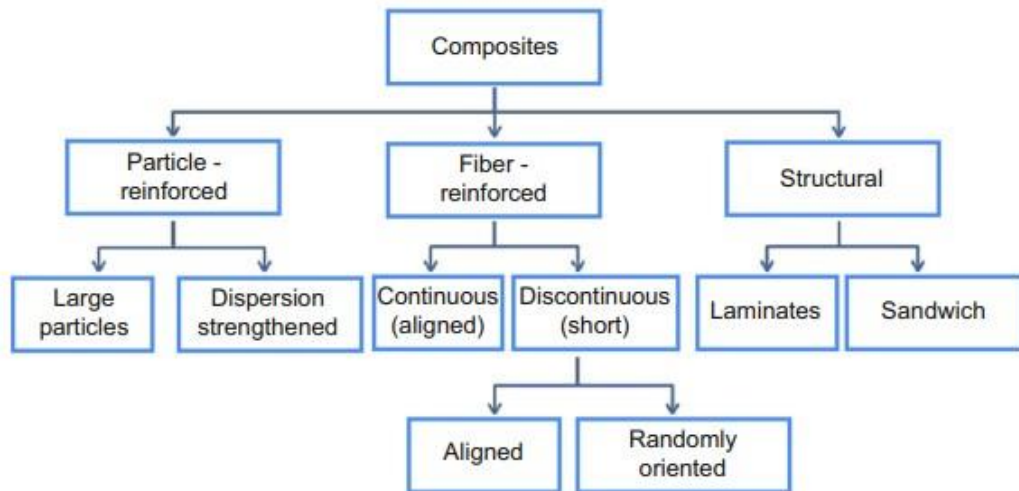 Composites
Particle -
reinforced
Fiber -
reinforced
Structural
Large
particles
Dispersion
strengthened
Continuous
(aligned)
Discontinuous
(short)
Laminates
Sandwich
Aligned
Randomly
oriented